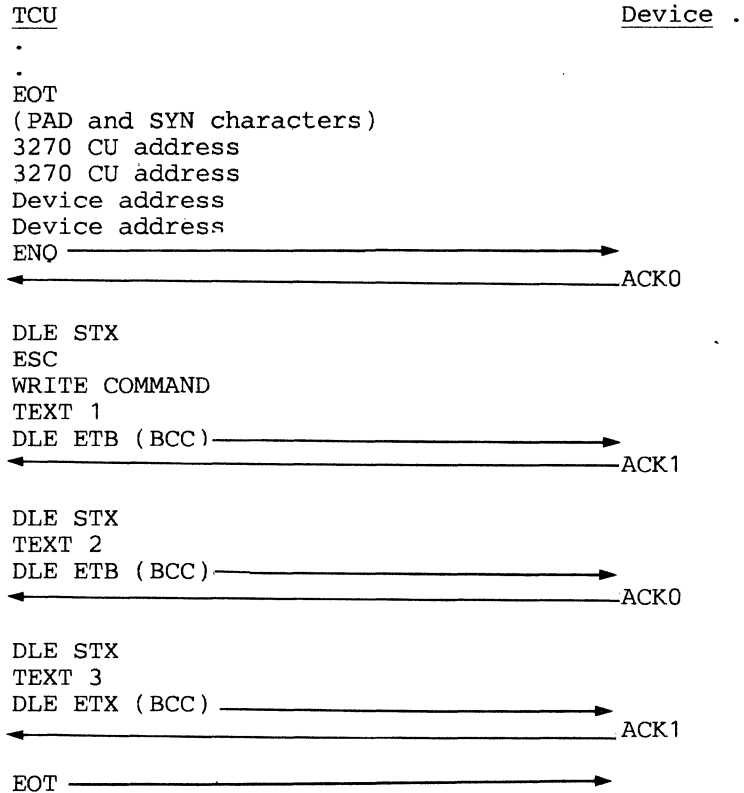 TCU Device .
.
.
EOT
(PAD and SYN characters)
3270 CU address
3270 CU address
Device address
Device address
ENQ
ACK0
DLE STX
ESC
WRITE COMMAND
TEXT 1
DLE ETB (BCC)
ACK1
DLE STX
TEXT 2
DLE ETB (BCC)
ACK0
DLE STX
TEXT 3
DLE ETX (BCC)
ACK1
EOT